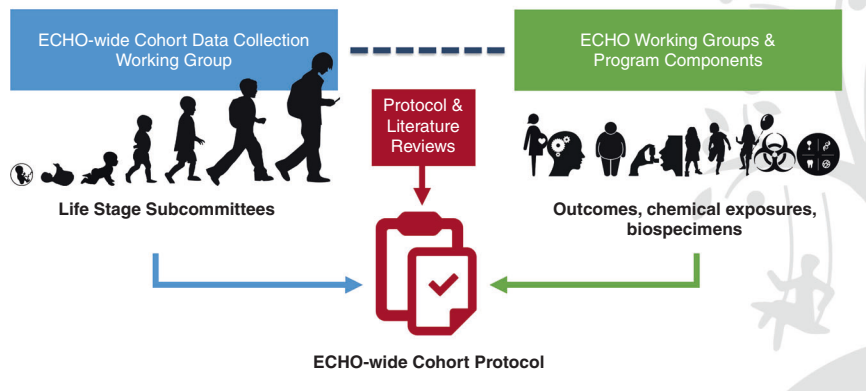 ECHO-wide Cohort Data Collection
Working Group
ECHO Working Groups &
Program Components
Protocol &
Literature
Reviews
Life Stage Subcommittees
Outcomes, chemical exposures,
biospecimens
ECHO-wide Cohort Protocol